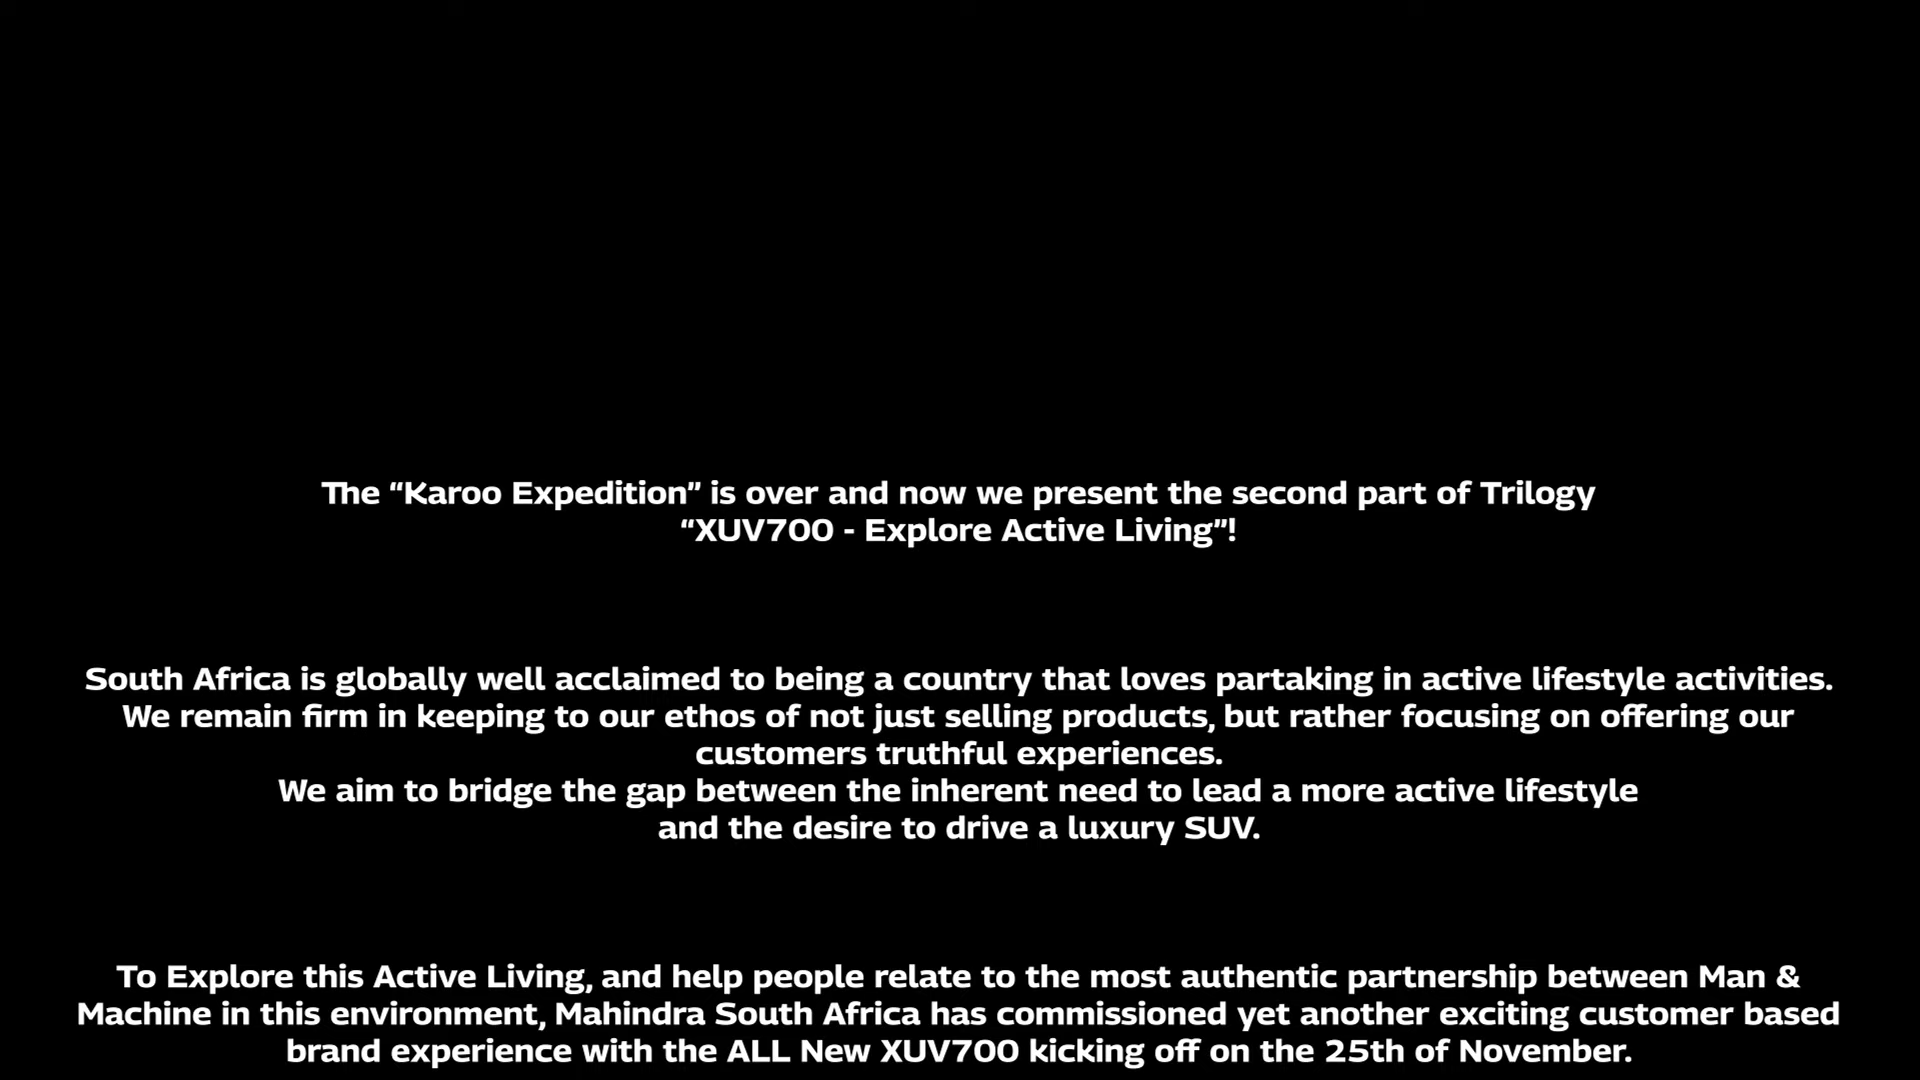 The “Karoo Expedition” is over and now we present the second part of Trilogy
“XUV700 - Explore Active Living”!
South Africa is globally well acclaimed to being a country that loves partaking in active lifestyle activities.
We remain firm in keeping to our ethos of not just selling products, but rather focusing on offering our
customers truthful experiences.
We aim to bridge the gap between the inherent need to lead a more active lifestyle
and the desire to drive a luxury SUV.
To Explore this Active Living, and help people relate to the most authentic partnership between Man &
Machine in this environment, Mahindra South Africa has commissioned yet another exciting customer based
brand experience with the ALL New XUV700 kicking off on the 25th of November.